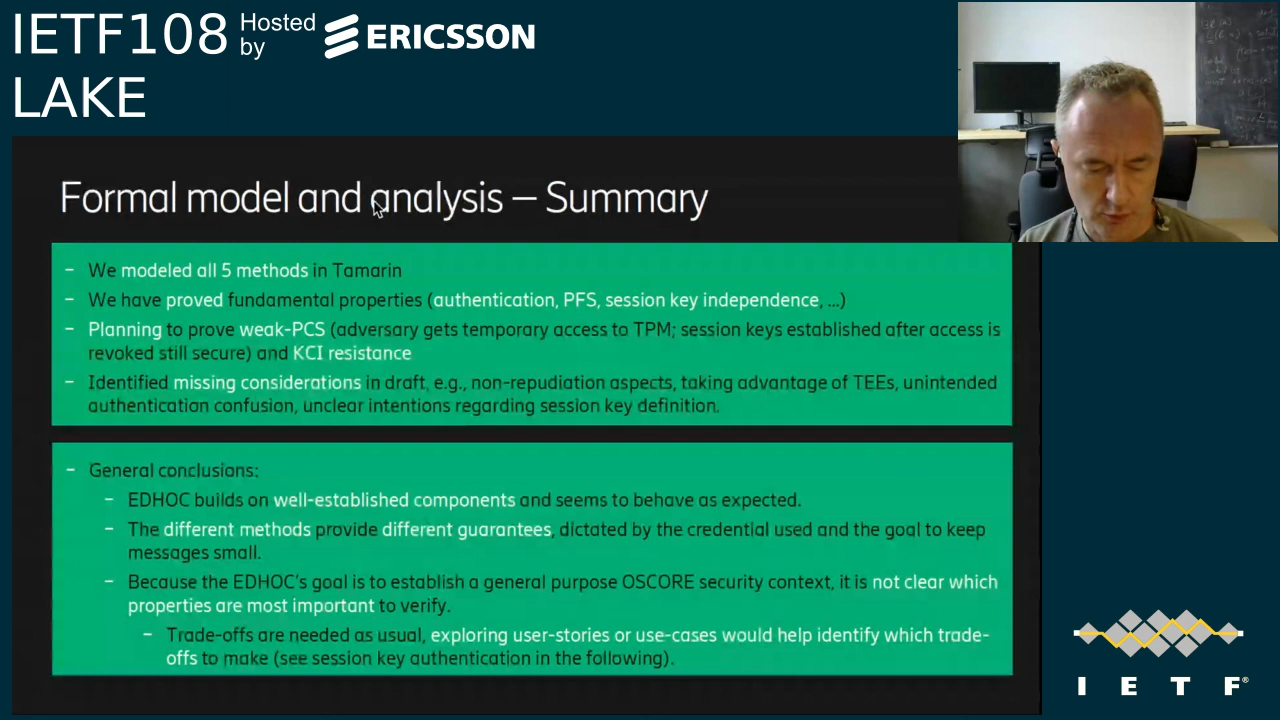 IETF108
Hosted by
ERICSSON
LAKE
Formal model and analysis – Summary
– We modeled all 5 methods in Tamarin
– We have proved fundamental properties (authentication, PFS, session key independence, ...)
– Planning to prove weak-PCS (adversary gets temporary access to TPM; session keys established after access is
revoked still secure) and KCI resistance
– Identified missing considerations in draft, e.g., non-repudiation aspects, taking advantage of TEEs, unintended
authentication confusion, unclear intentions regarding session key definition.
– General conclusions:
– EDHOC builds on well-established components and seems to behave as expected.
– The different methods provide different guarantees, dictated by the credential used and the goal to keep
messages small.
– Because the EDHOC's goal is to establish a general purpose OSCORE security context, it is not clear which
properties are most important to verify.
– Trade-offs are needed as usual, exploring user-stories or use-cases would help identify which trade-
offs to make (see session key authentication in the following).
I E T F®